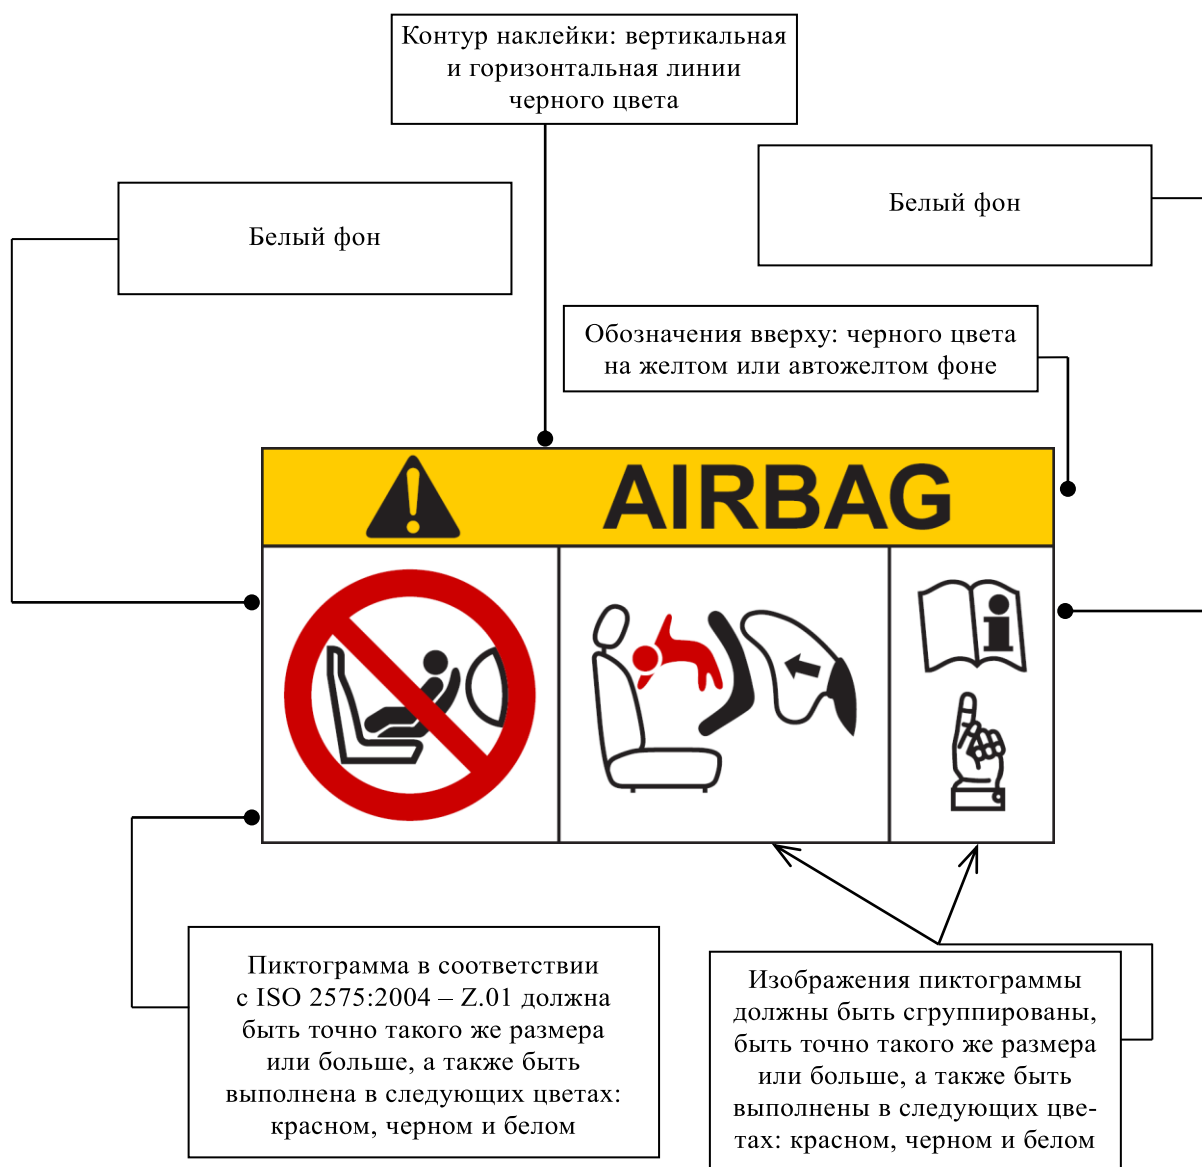 Контур наклейки: вертикальная
и горизонтальная линии
черного цвета
Белый фон
Белый фон
Обозначения вверху: черного цвета
на желтом или автожелтом фоне
AIRBAG
Пиктограмма в соответствии
с ISO 2575:2004 – Z.01 должна
быть точно такого же размера
или больше, а также быть
выполнена в следующих цветах:
красном, черном и белом
Изображения пиктограммы
должны быть сгруппированы,
быть точно такого же размера
или больше, а также быть
выполнены в следующих цве-
тах: красном, черном и белом